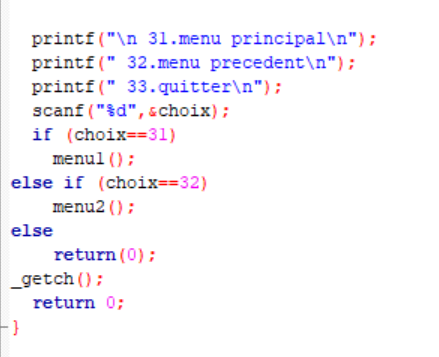 printf("\n 31.menu principal\n");
printf(" 32.menu precedent\n");
printf(" 33.quitter\n");
scanf("%d",&choix);
if (choix==31)
menu1();
else if (choix==32)
menu2();
else
return(0);
_getch();
return 0;
}